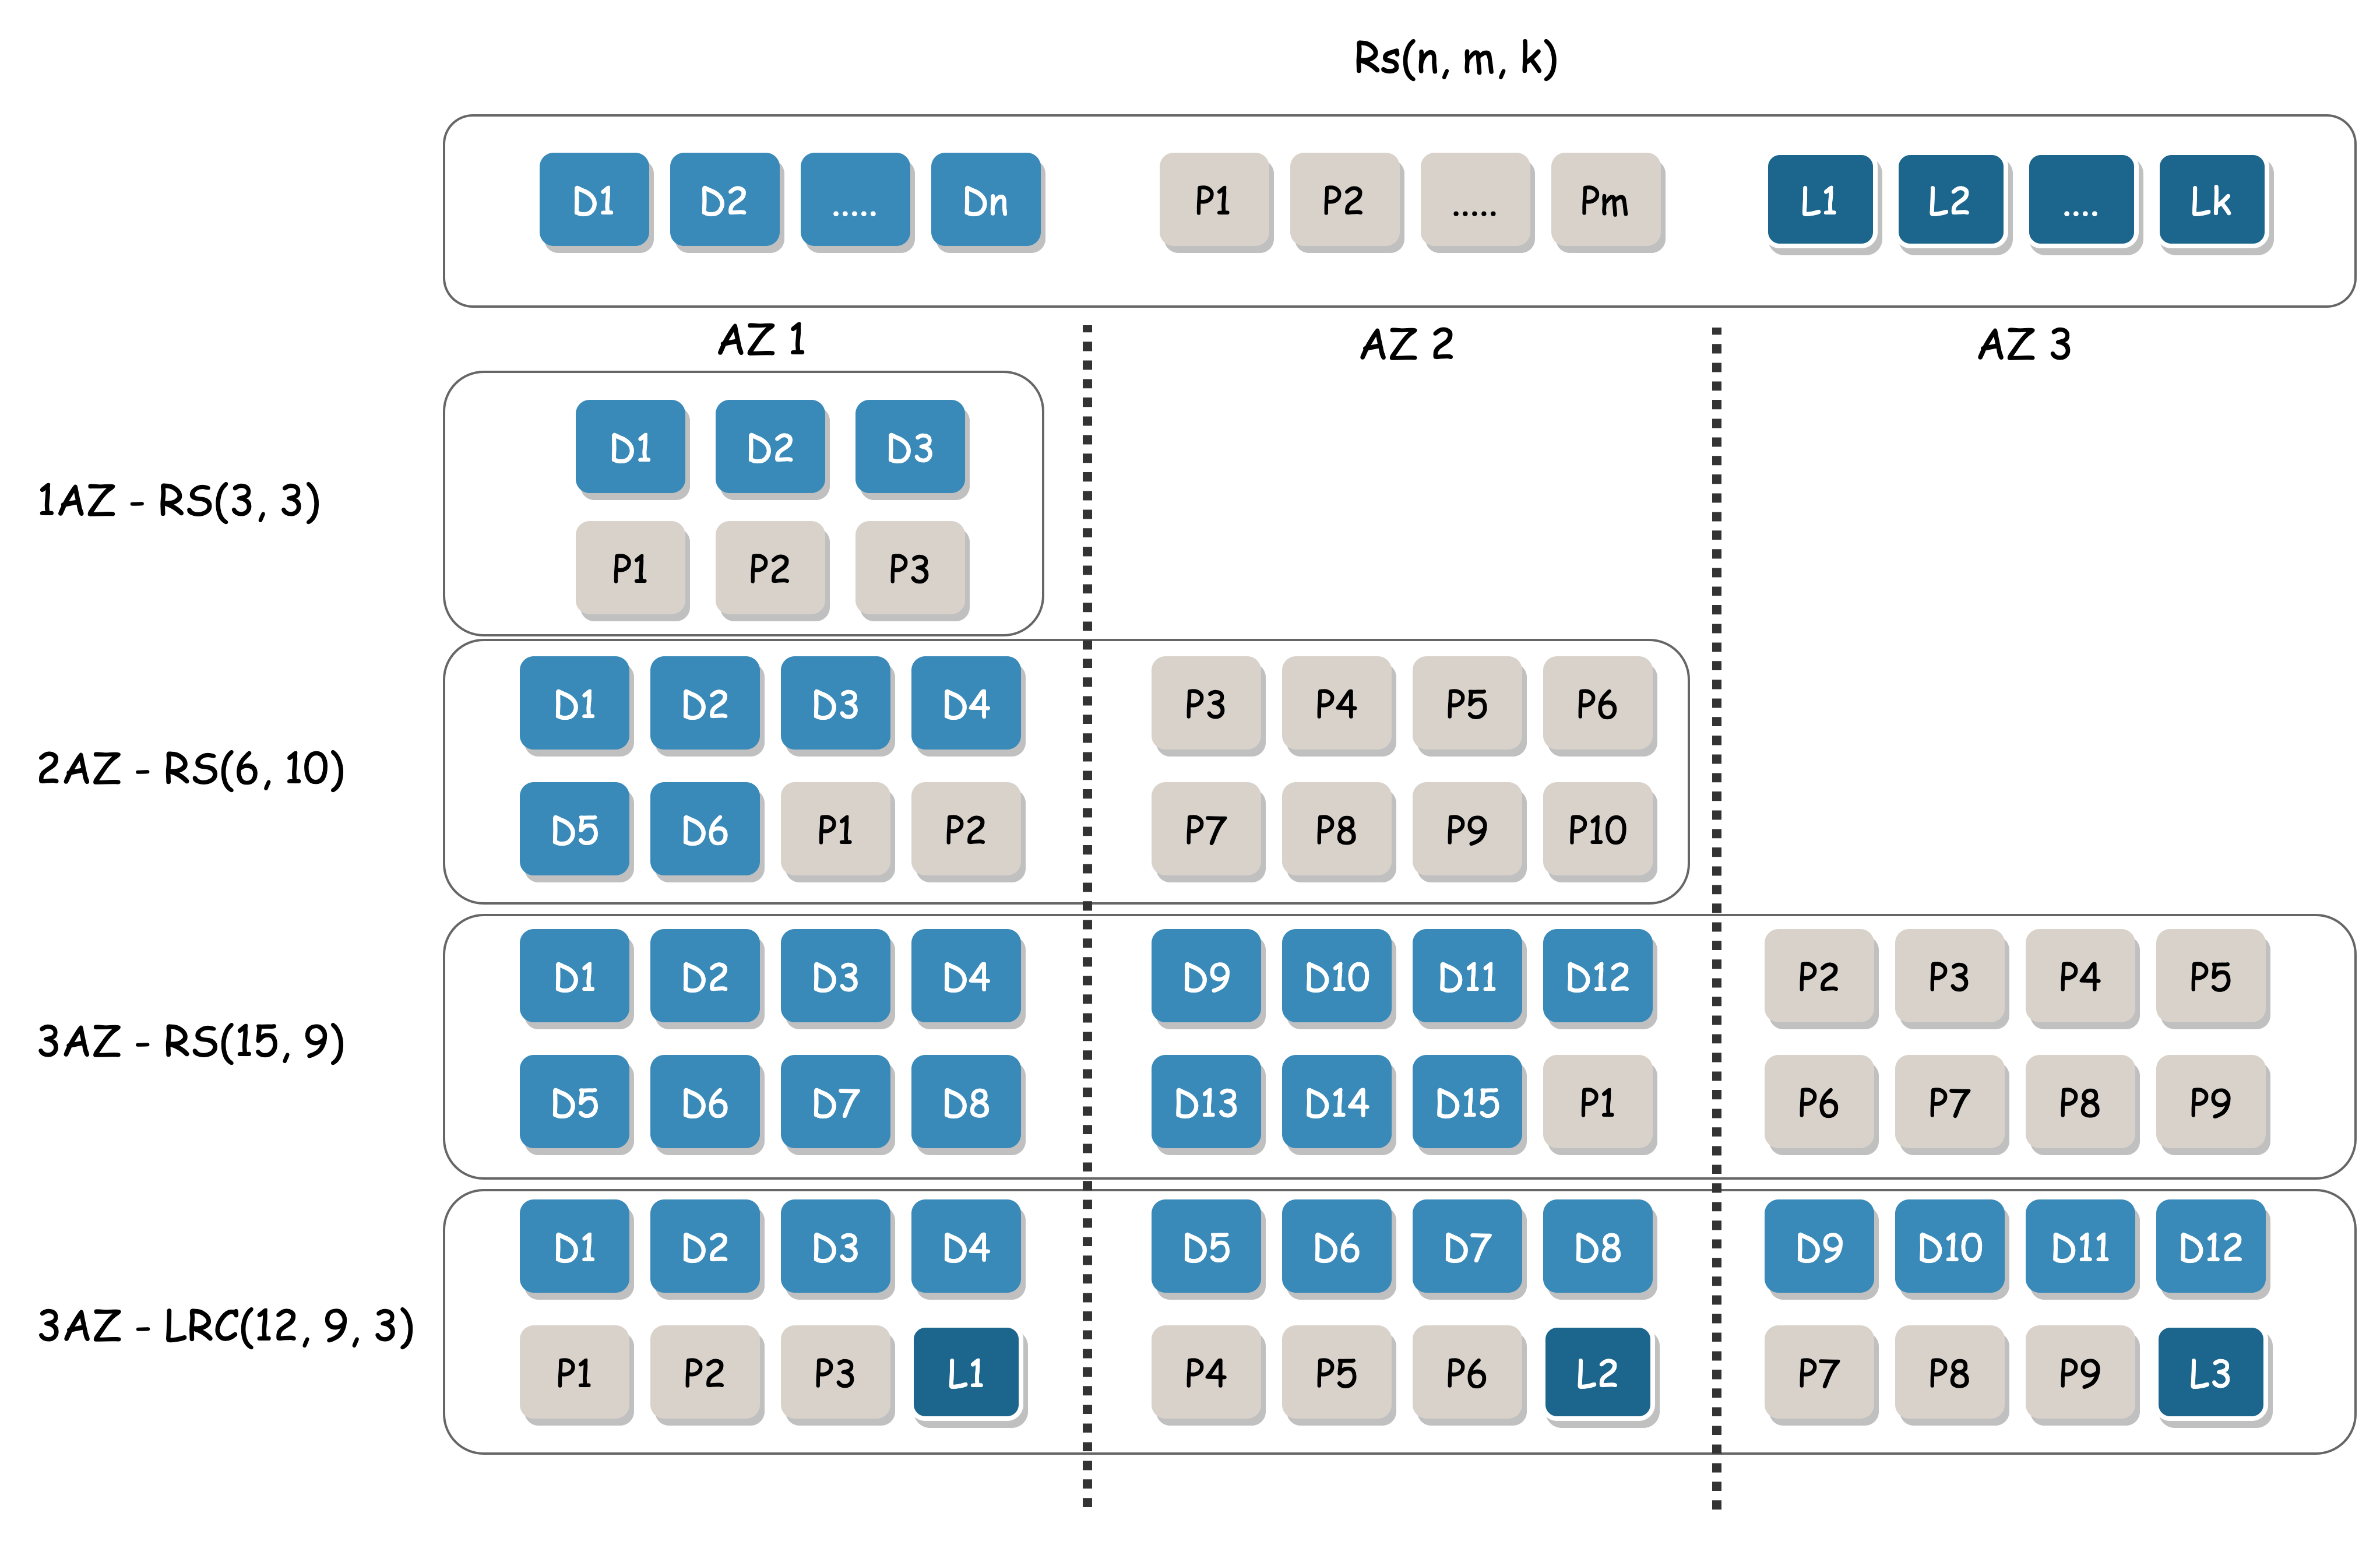 Rs(n, m, k)
D1 D2 ..... Dn P1 P2 ..... Pm L1 L2 .... Lk
AZ 1 AZ 2 AZ 3
1AZ - RS(3, 3)
D1 D2 D3
P1 P2 P3
2AZ - RS(6, 10)
D1 D2 D3 D4 P3 P4 P5 P6
D5 D6 P1 P2 P7 P8 P9 P10
3AZ - RS(15, 9)
D1 D2 D3 D4 D9 D10 D11 D12 P2 P3 P4 P5
D5 D6 D7 D8 D13 D14 D15 P1 P6 P7 P8 P9
3AZ - LRC(12, 9, 3)
D1 D2 D3 D4 D5 D6 D7 D8 D9 D10 D11 D12
P1 P2 P3 L1 P4 P5 P6 L2 P7 P8 P9 L3